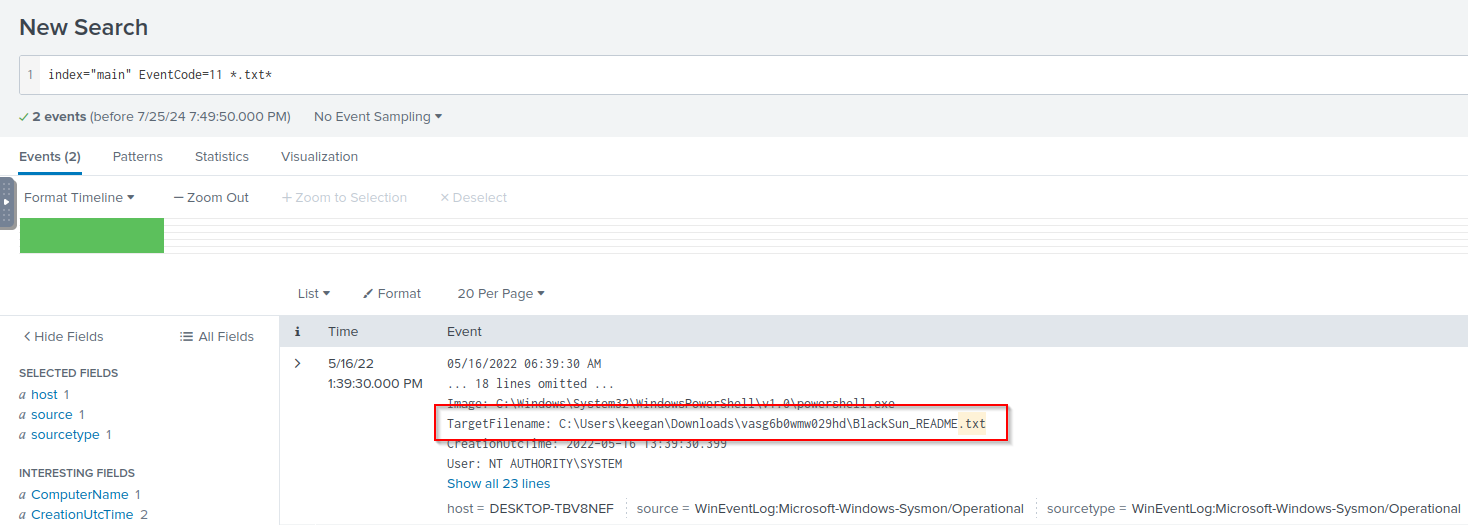 New Search
1 index="main" EventCode=11 *.txt*
2 events (before 7/25/24 7:49:50.000 PM) No Event Sampling
Events (2) Patterns Statistics Visualization
Format Timeline Zoom Out Zoom to Selection Deselect
List Format 20 Per Page
Hide Fields All Fields
i Time Event
SELECTED FIELDS
a host 1
a source 1
a sourcetype 1
INTERESTING FIELDS
a ComputerName 1
a CreationUtcTime 2
5/16/22
1:39:30.000 PM
05/16/2022 06:39:30 AM
... 18 lines omitted ...
Image: C:\Windows\System32\WindowsPowerShell\v1.0\powershell.exe
TargetFilename: C:\Users\keegan\Downloads\vasg6b0wmw029hd\BlackSun_README.txt
CreationUtcTime: 2022-05-16 13:39:30.399
User: NT AUTHORITY\SYSTEM
Show all 23 lines
host = DESKTOP-TBV8NEF source = WinEventLog:Microsoft-Windows-Sysmon/Operational sourcetype = WinEventLog:Microsoft-Windows-Sysmon/Operational